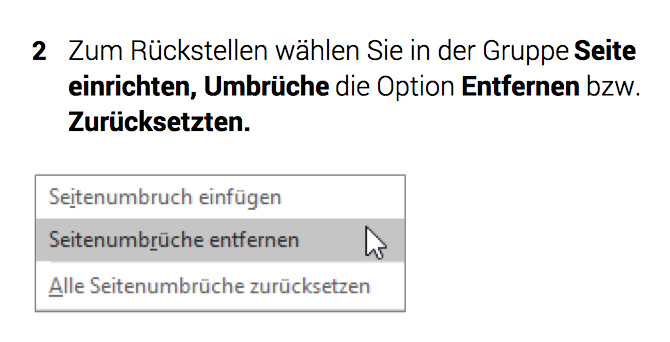 2 Zum Rückstellen wählen Sie in der Gruppe Seite
einrichten, Umbrüche die Option Entfernen bzw.
Zurücksetzten.
Seitenumbruch einfügen
Seitenumbrüche entfernen
Alle Seitenumbrüche zurücksetzen